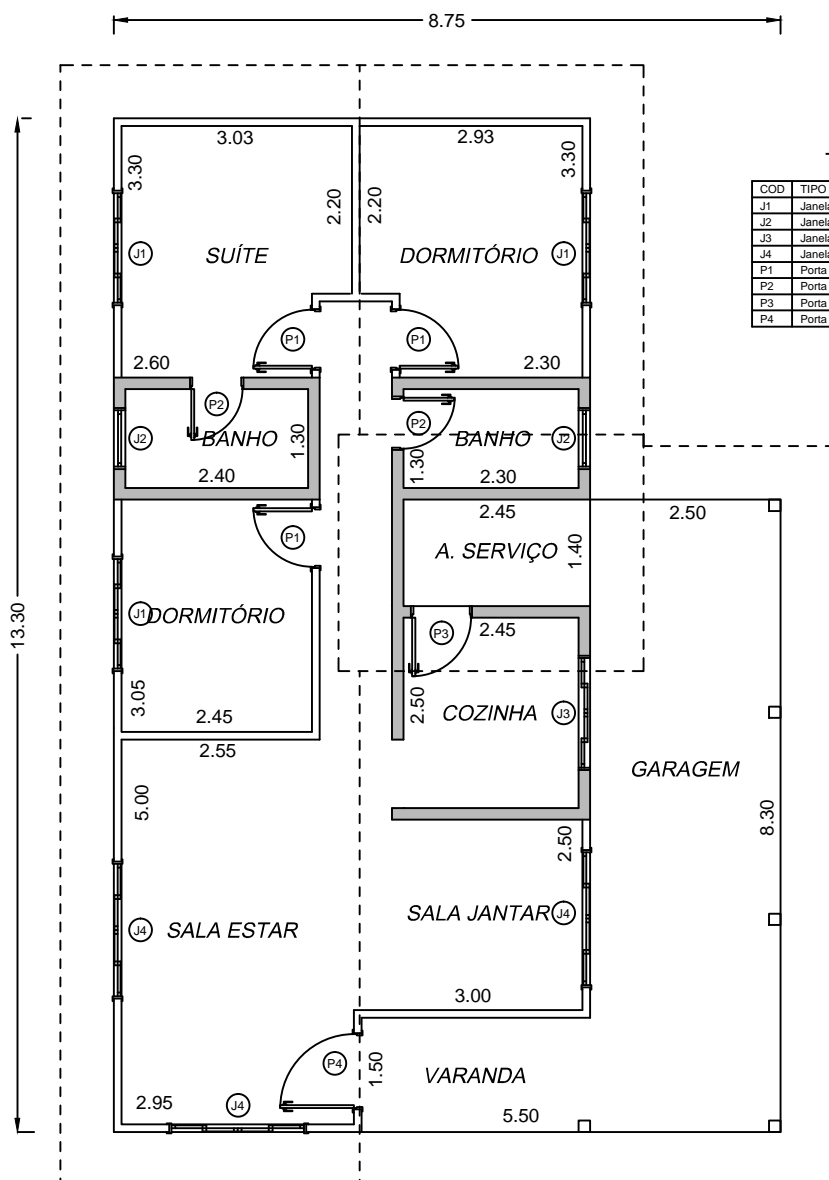 8.75
3.03
2.93
3.30
3.30
2.20
2.20
COD TIPO
J1 Janela
J2 Janela
J3 Janela
J4 Janela
P1 Porta
P2 Porta
P3 Porta
P4 Porta
J1
SUÍTE
DORMITÓRIO
J1
P1
P1
2.60
2.30
P2
P2
J2
BANHO
1.30
1.30
BANHO
J2
2.40
2.30
2.45
2.50
P1
A. SERVIÇO
1.40
13.30
J1
DORMITÓRIO
P3
2.45
3.05
2.50
2.45
COZINHA
J3
2.55
GARAGEM
5.00
2.50
8.30
J4
SALA ESTAR
SALA JANTAR
J4
3.00
P4
1.50
VARANDA
2.95
J4
5.50